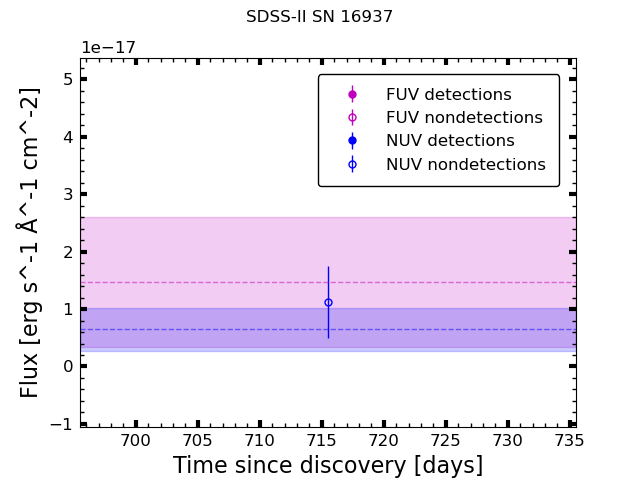 SDSS-II SN 16937
1e−17
Flux [erg s^-1 Å^-1 cm^-2]
5
4
3
2
1
0
−1
FUV detections
FUV nondetections
NUV detections
NUV nondetections
700 705 710 715 720 725 730 735
Time since discovery [days]